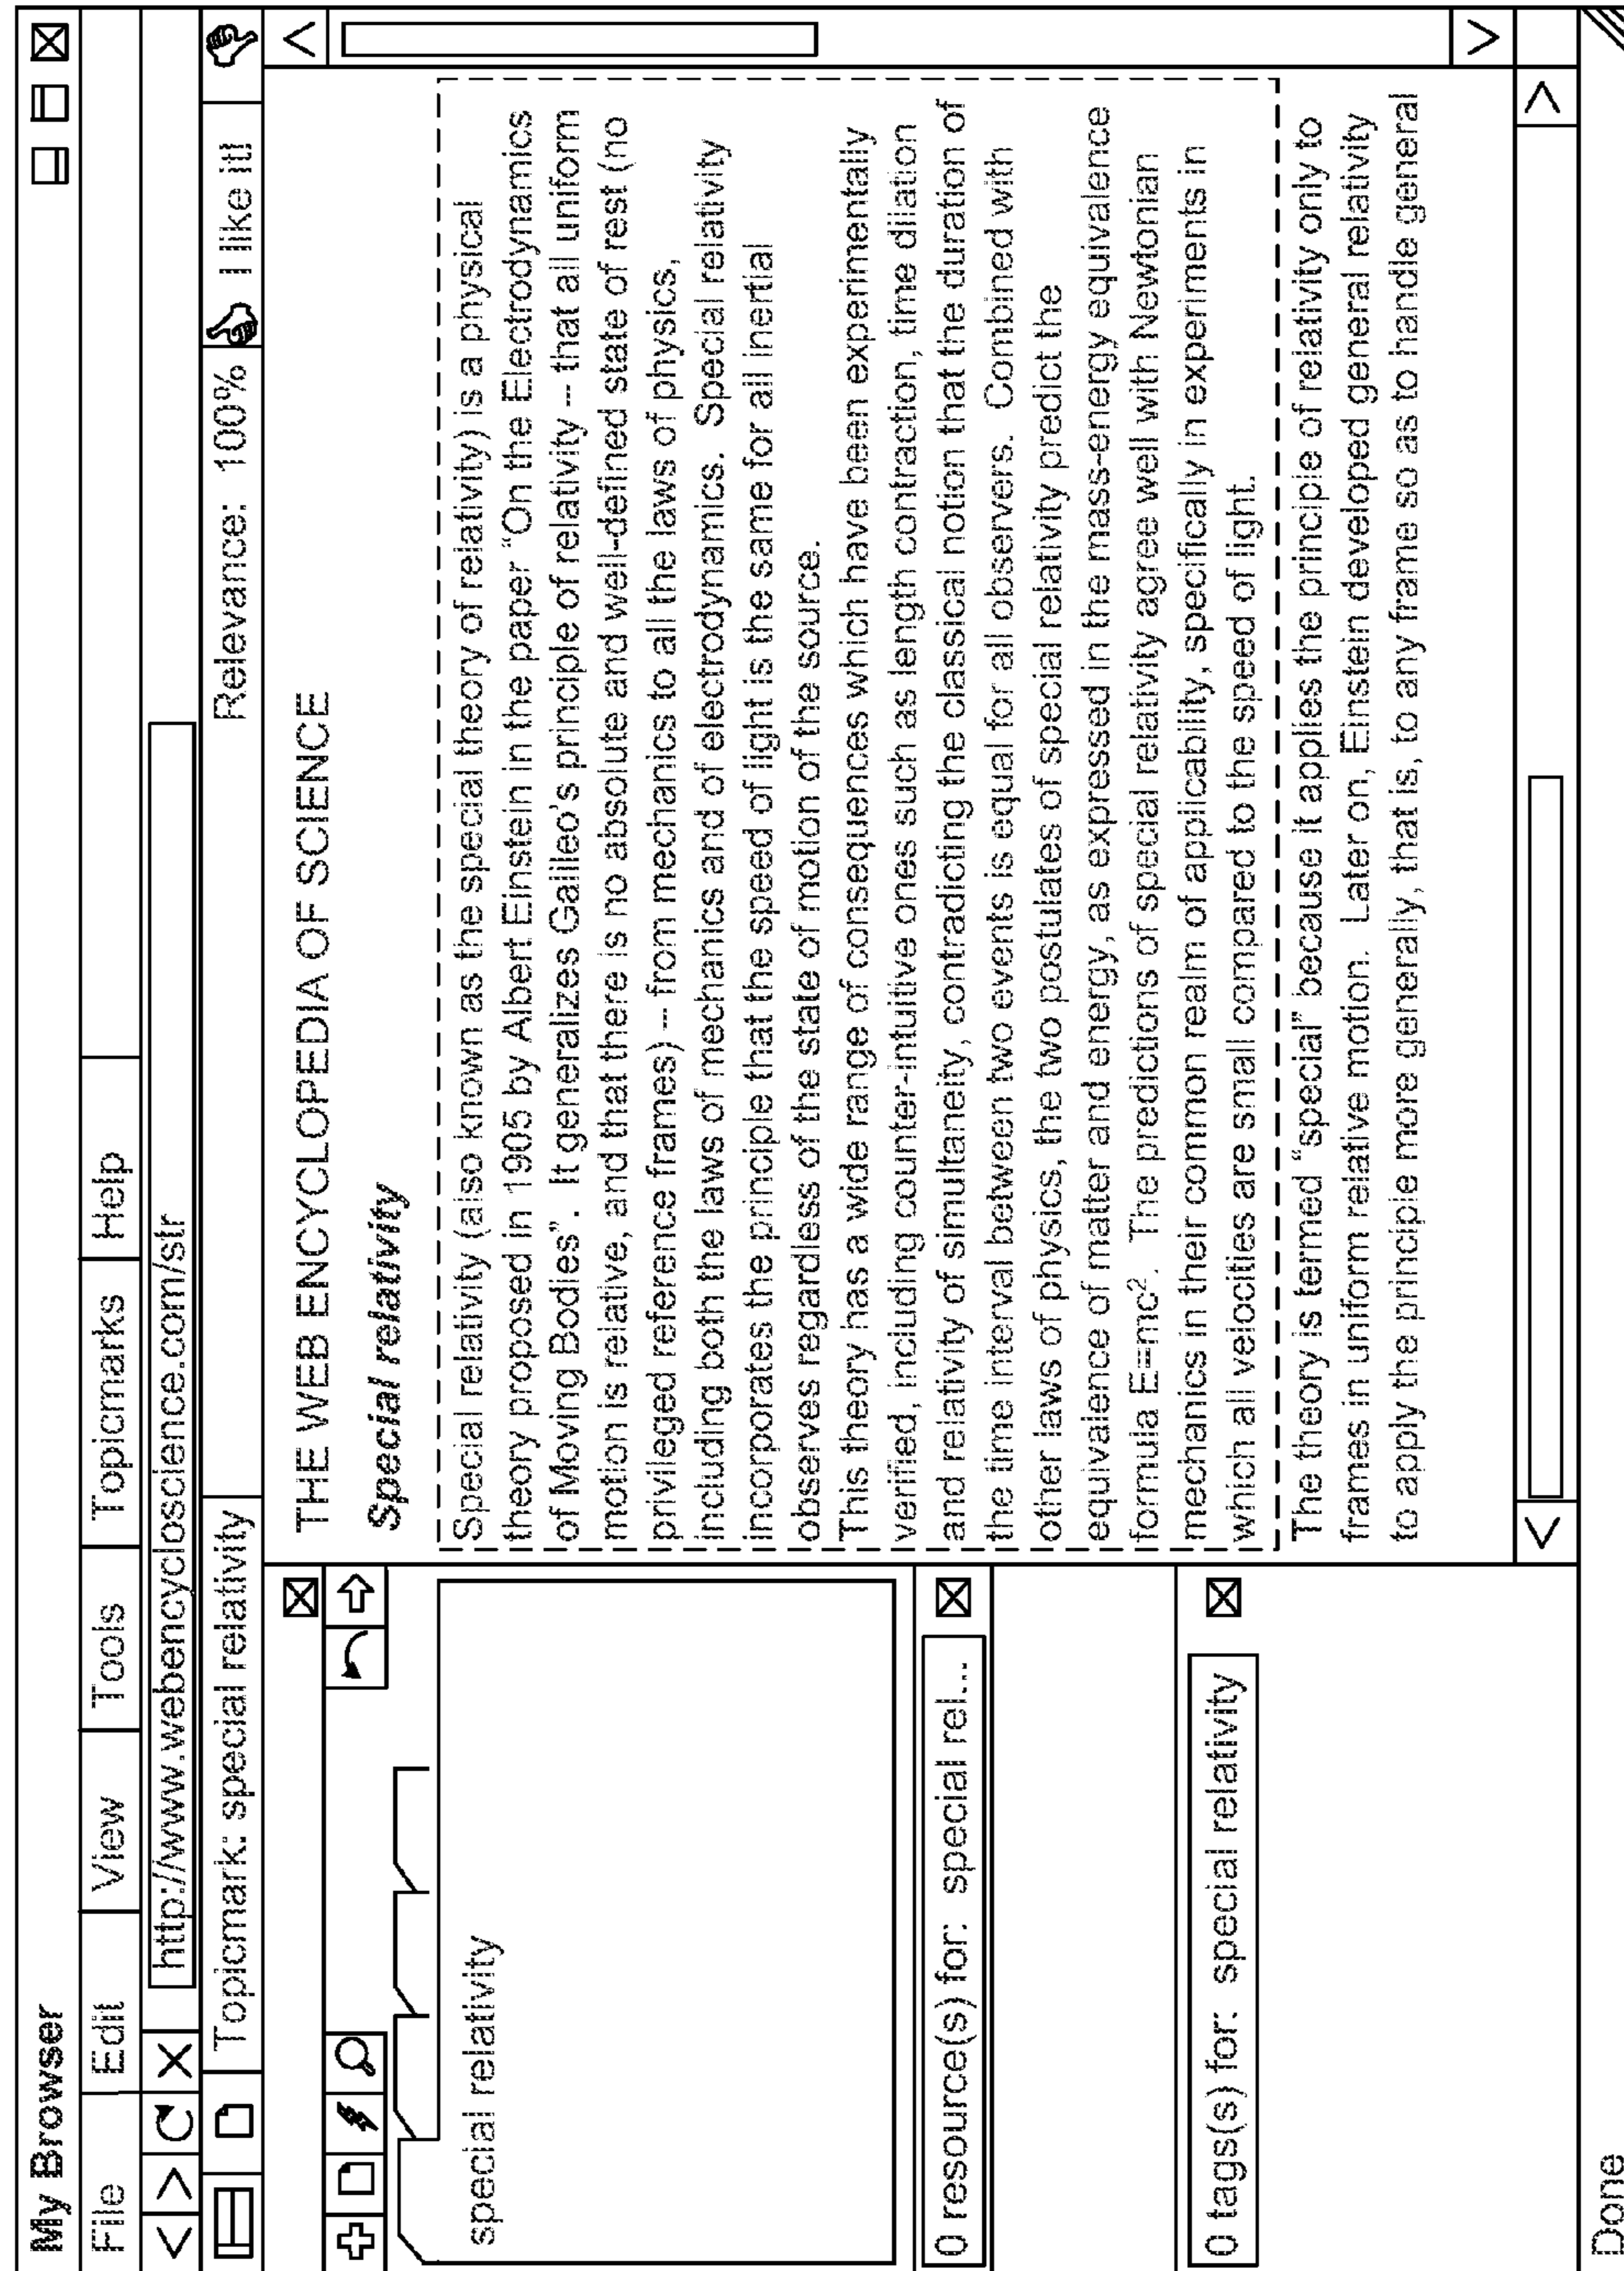 My Browser
File Edit View Tools Topicmarks Help
http://www.webencycloscience.com/str
Topicmark: special relativity Relevance: 100% I like it!
special relativity
0 resource(s) for: special rel...
0 tags(s) for: special relativity
THE WEB ENCYCLOPEDIA OF SCIENCE
Special relativity
Special relativity (also known as the special theory of relativity) is a physical
theory proposed in 1905 by Albert Einstein in the paper "On the Electrodynamics
of Moving Bodies". It generalizes Galileo's principle of relativity -- that all uniform
motion is relative, and that there is no absolute and well-defined state of rest (no
privileged reference frames) -- from mechanics to all the laws of physics,
including both the laws of mechanics and of electrodynamics. Special relativity
incorporates the principle that the speed of light is the same for all inertial
observes regardless of the state of motion of the source.
This theory has a wide range of consequences which have been experimentally
verified, including counter-intuitive ones such as length contraction, time dilation
and relativity of simultaneity, contradicting the classical notion that the duration of
the time interval between two events is equal for all observers. Combined with
other laws of physics, the two postulates of special relativity predict the
equivalence of matter and energy, as expressed in the mass-energy equivalence
formula E=mc². The predictions of special relativity agree well with Newtonian
mechanics in their common realm of applicability, specifically in experiments in
which all velocities are small compared to the speed of light.
The theory is termed "special" because it applies the principle of relativity only to
frames in uniform relative motion. Later on, Einstein developed general relativity
to apply the principle more generally, that is, to any frame so as to handle general
Done